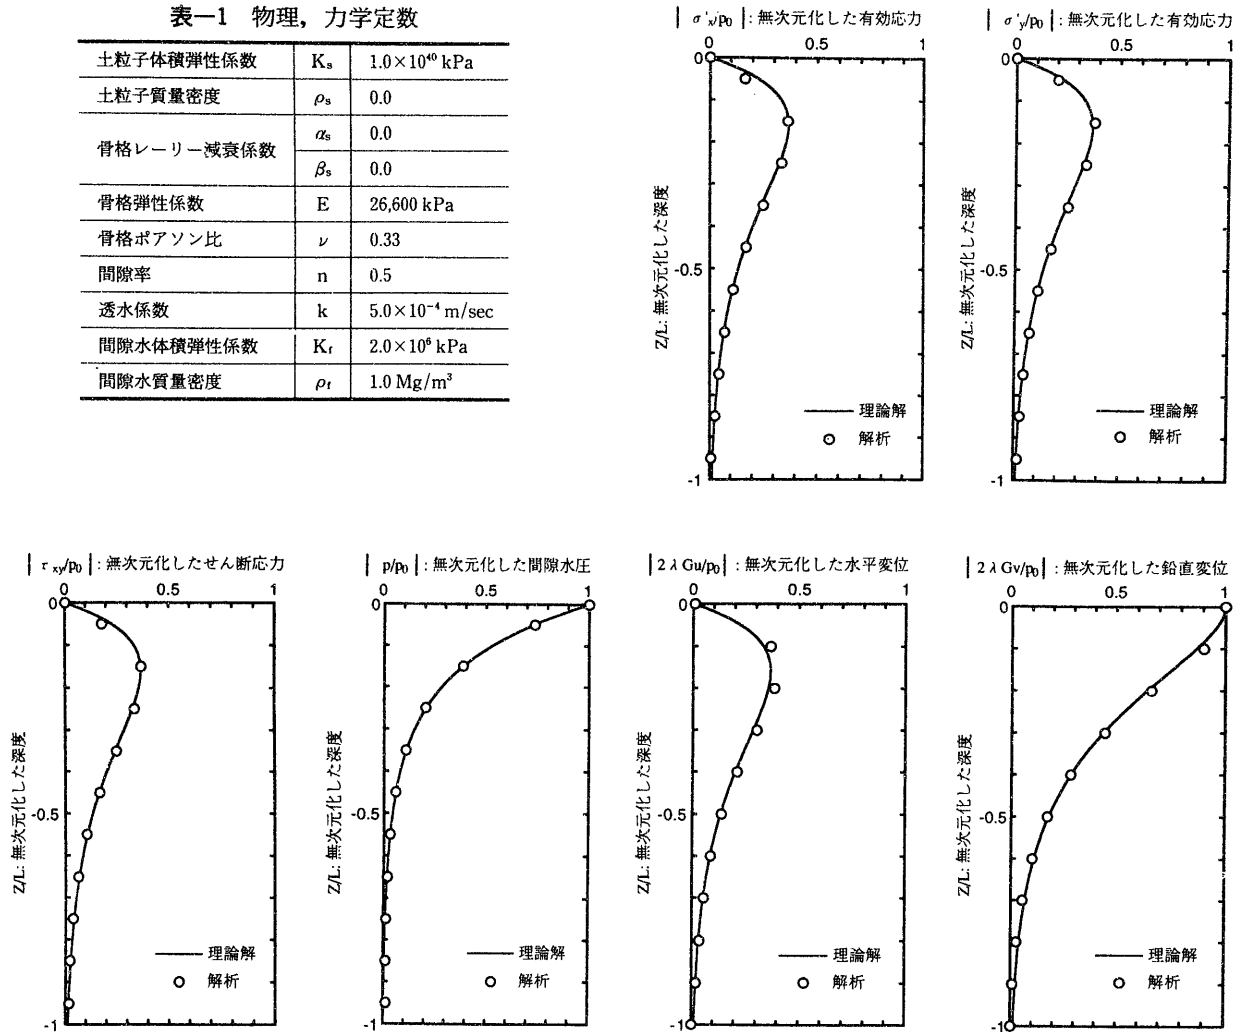 表－1 物理，力学定数
土粒子体積弾性係数 Ks 1.0×10⁴⁰ kPa
土粒子質量密度 ρs 0.0
骨格レーリー減衰係数 αs 0.0
βs 0.0
骨格弾性係数 E 26,600 kPa
骨格ポアソン比 ν 0.33
間隙率 n 0.5
透水係数 k 5.0×10⁻⁴ m/sec
間隙水体積弾性係数 Kf 2.0×10⁶ kPa
間隙水質量密度 ρf 1.0 Mg/m³
| σ'x/p0 | : 無次元化した有効応力
0 0.5 1
0
-0.5
-1
Z/L: 無次元化した深度
理論解
解析
| σ'y/p0 | : 無次元化した有効応力
0 0.5 1
0
-0.5
-1
Z/L: 無次元化した深度
理論解
解析
| τxy/p0 | : 無次元化したせん断応力
0 0.5 1
0
-0.5
-1
Z/L: 無次元化した深度
理論解
解析
| p/p0 | : 無次元化した間隙水圧
0 0.5 1
0
-0.5
-1
Z/L: 無次元化した深度
理論解
解析
| 2λGu/p0 | : 無次元化した水平変位
0 0.5 1
0
-0.5
-1
Z/L: 無次元化した深度
理論解
解析
| 2λGv/p0 | : 無次元化した鉛直変位
0 0.5 1
0
-0.5
-1
Z/L: 無次元化した深度
理論解
解析